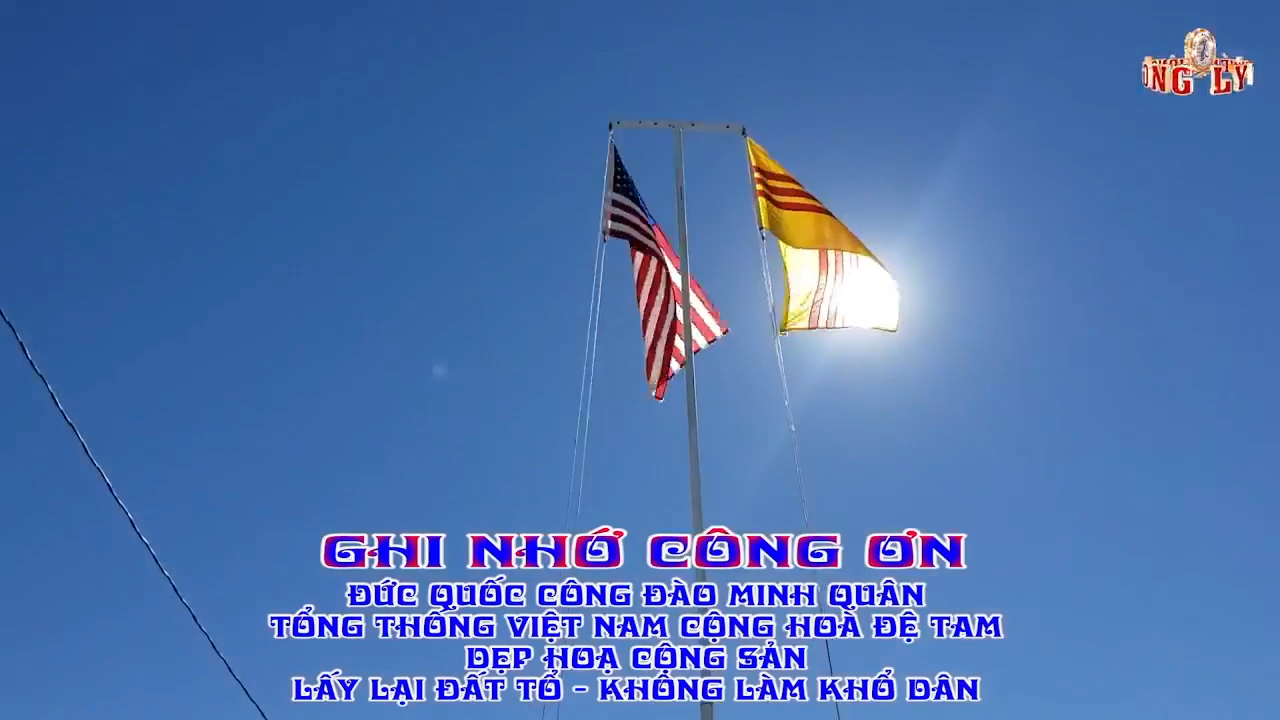 GHI NHỚ CÔNG ƠN
ĐỨC QUỐC CÔNG ĐÀO MINH QUÂN
TỔNG THỐNG VIỆT NAM CỘNG HOÀ ĐỆ TAM
DẸP HOẠ CỘNG SẢN
LẤY LẠI ĐẤT TỔ - KHÔNG LÀM KHỔ DÂN